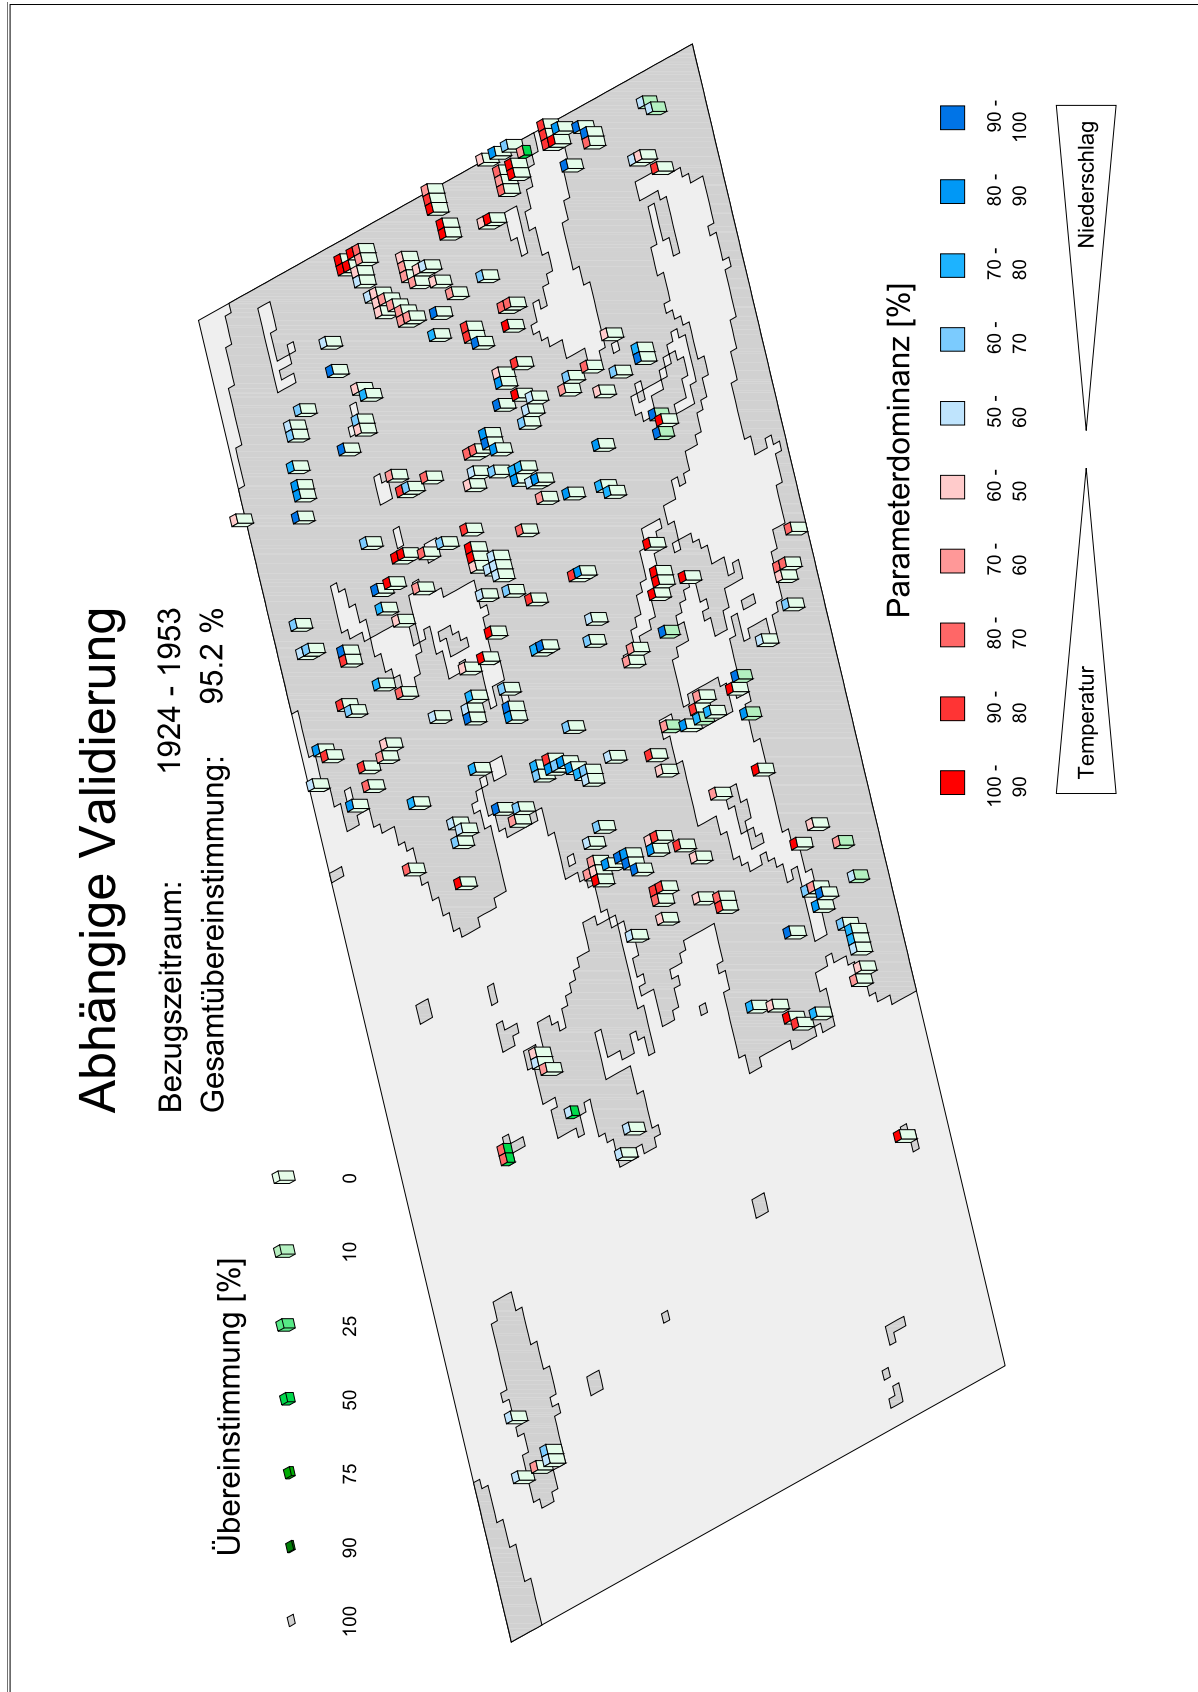 Abhängige Validierung
Bezugszeitraum: 1924 - 1953
Gesamtübereinstimmung: 95.2 %
Übereinstimmung [%]
100 90 75 50 25 10 0
Parameterdominanz [%]
100 - 90 - 80 - 70 - 60 - 50 - 60 - 70 - 80 - 90 -
90 80 70 60 50 60 70 80 90 100
Temperatur Niederschlag